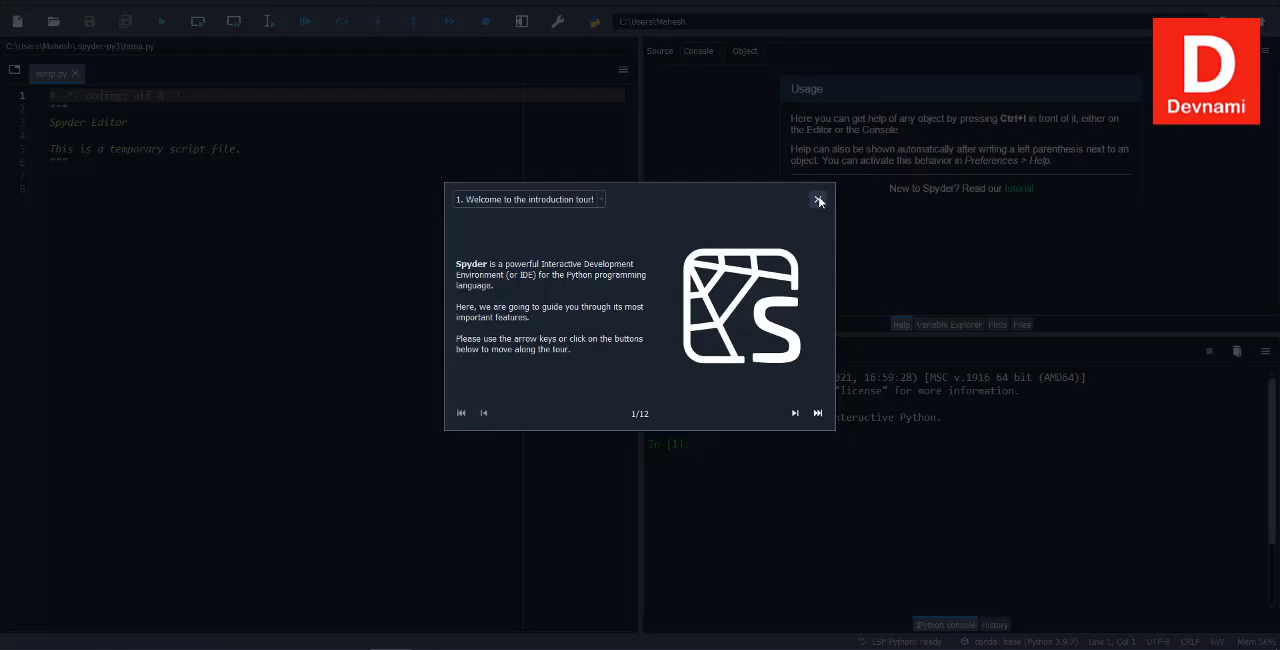 C:\Users\Mahesh
C:\Users\Mahesh\.spyder-py3\temp.py
temp.py
1 # -*- coding: utf-8 -*-
2 """
3 Spyder Editor
4
5 This is a temporary script file.
6 """
7
8
Source Console Object
Usage
Here you can get help of any object by pressing Ctrl+I in front of it, either on
the Editor or the Console.
Help can also be shown automatically after writing a left parenthesis next to an
object. You can activate this behavior in Preferences > Help.
New to Spyder? Read our tutorial
D
Devnami
1. Welcome to the introduction tour!
Spyder is a powerful Interactive Development
Environment (or IDE) for the Python programming
language.
Here, we are going to guide you through its most
important features.
Please use the arrow keys or click on the buttons
below to move along the tour.
S
1/12
Help Variable Explorer Plots Files
021, 16:59:28) [MSC v.1916 64 bit (AMD64)]
"license" for more information.
nteractive Python.
In [1]:
IPython console History
LSP Python: ready conda: base (Python 3.9.7) Line 1, Col 1 UTF-8 CRLF RW Mem 56%